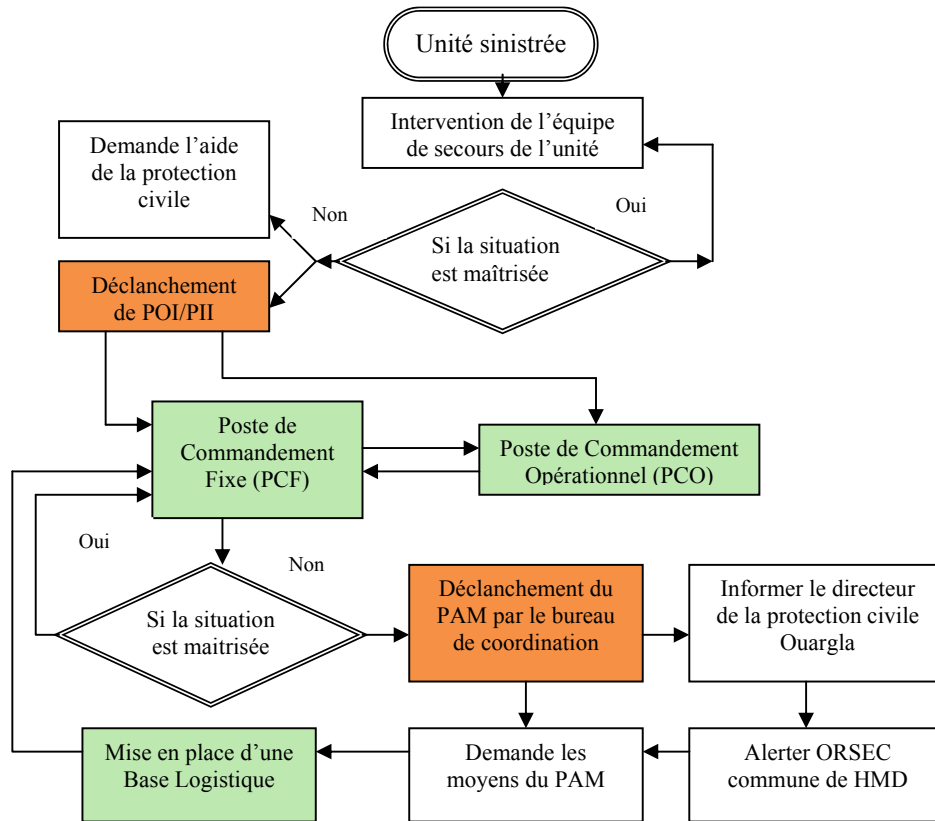 Unité sinistrée
Intervention de l'équipe
de secours de l'unité
Demande l'aide
de la protection
civile
Non
Oui
Si la situation
est maîtrisée
Déclanchement
de POI/PII
Poste de
Commandement
Fixe (PCF)
Poste de Commandement
Opérationnel (PCO)
Oui
Non
Si la situation
est maitrisée
Déclanchement du
PAM par le bureau
de coordination
Informer le directeur
de la protection civile
Ouargla
Mise en place d'une
Base Logistique
Demande les
moyens du PAM
Alerter ORSEC
commune de HMD